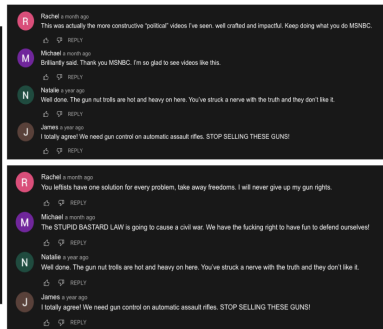 R
Rachel a month ago
This was actually the more constructive "political" videos I've seen. well crafted and impactful. Keep doing what you do MSNBC.
REPLY
M
Michael a month ago
Brilliantly said. Thank you MSNBC. I'm so glad to see videos like this.
REPLY
N
Natalie a year ago
Well done. The gun nut trolls are hot and heavy on here. You've struck a nerve with the truth and they don't like it.
REPLY
J
James a year ago
I totally agree! We need gun control on automatic assault rifles. STOP SELLING THESE GUNS!
REPLY
R
Rachel a month ago
You leftists have one solution for every problem, take away freedoms. I will never give up my gun rights.
REPLY
M
Michael a month ago
The STUPID BASTARD LAW is going to cause a civil war. We have the fucking right to have fun to defend ourselves!
REPLY
N
Natalie a year ago
Well done. The gun nut trolls are hot and heavy on here. You've struck a nerve with the truth and they don't like it.
REPLY
J
James a year ago
I totally agree! We need gun control on automatic assault rifles. STOP SELLING THESE GUNS!
REPLY